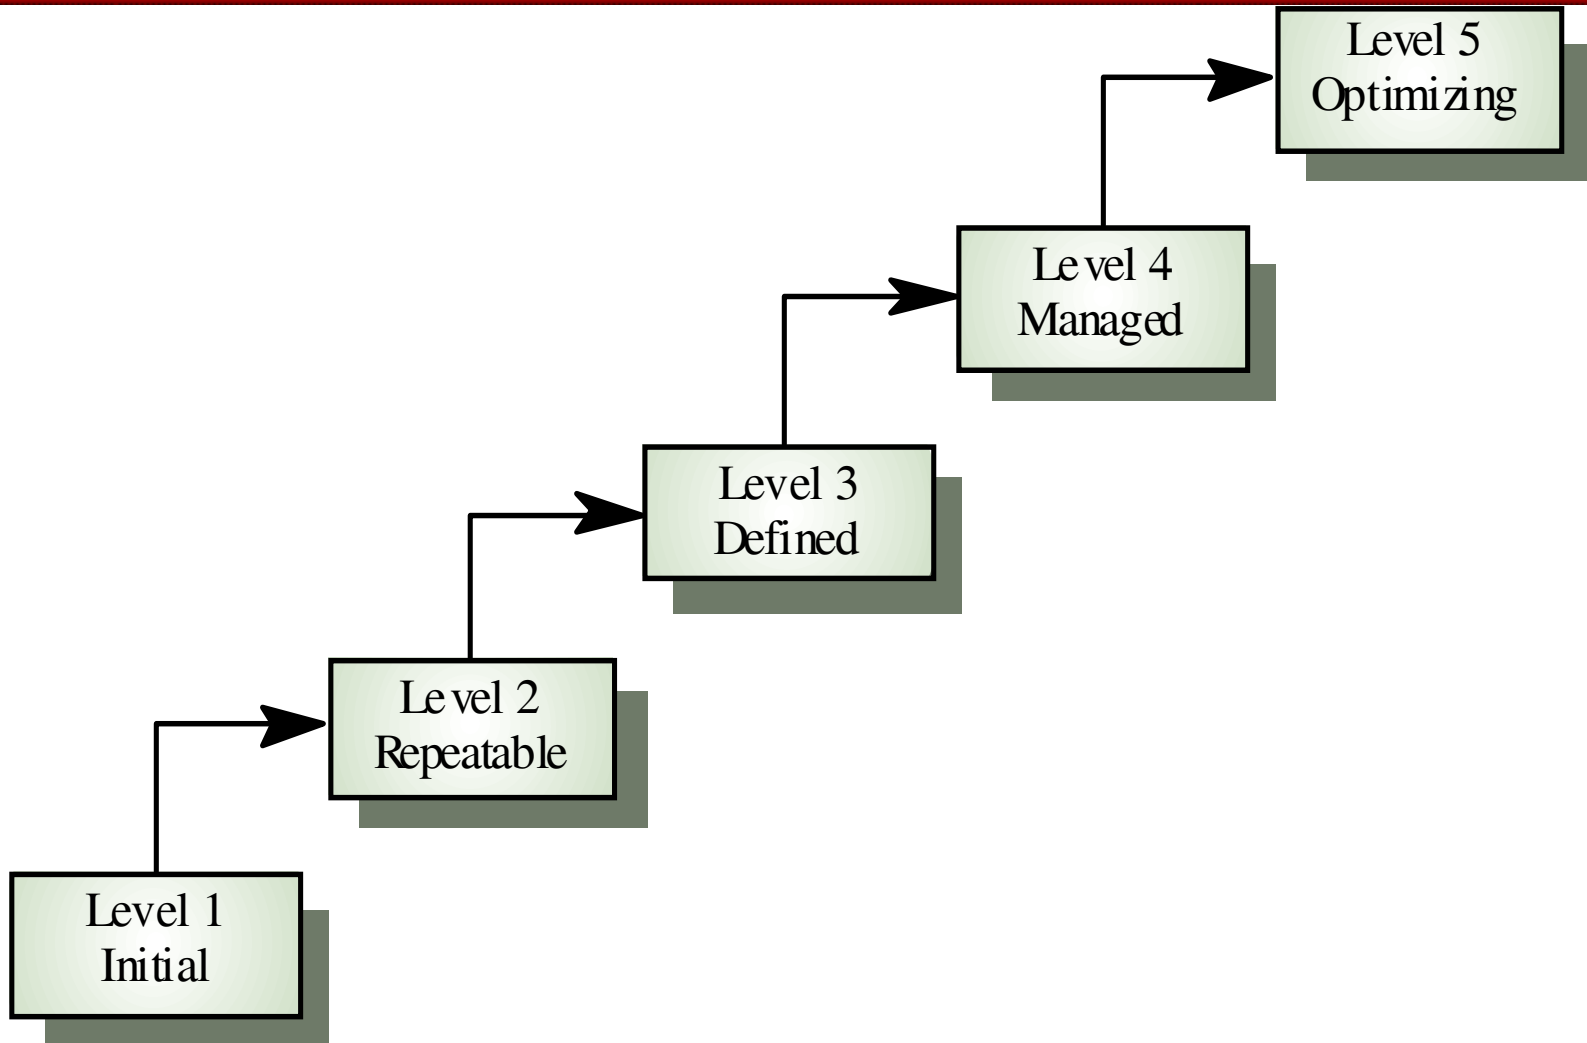 Level 5
Optimizing
Level 4
Managed
Level 3
Defined
Level 2
Repeatable
Level 1
Initial